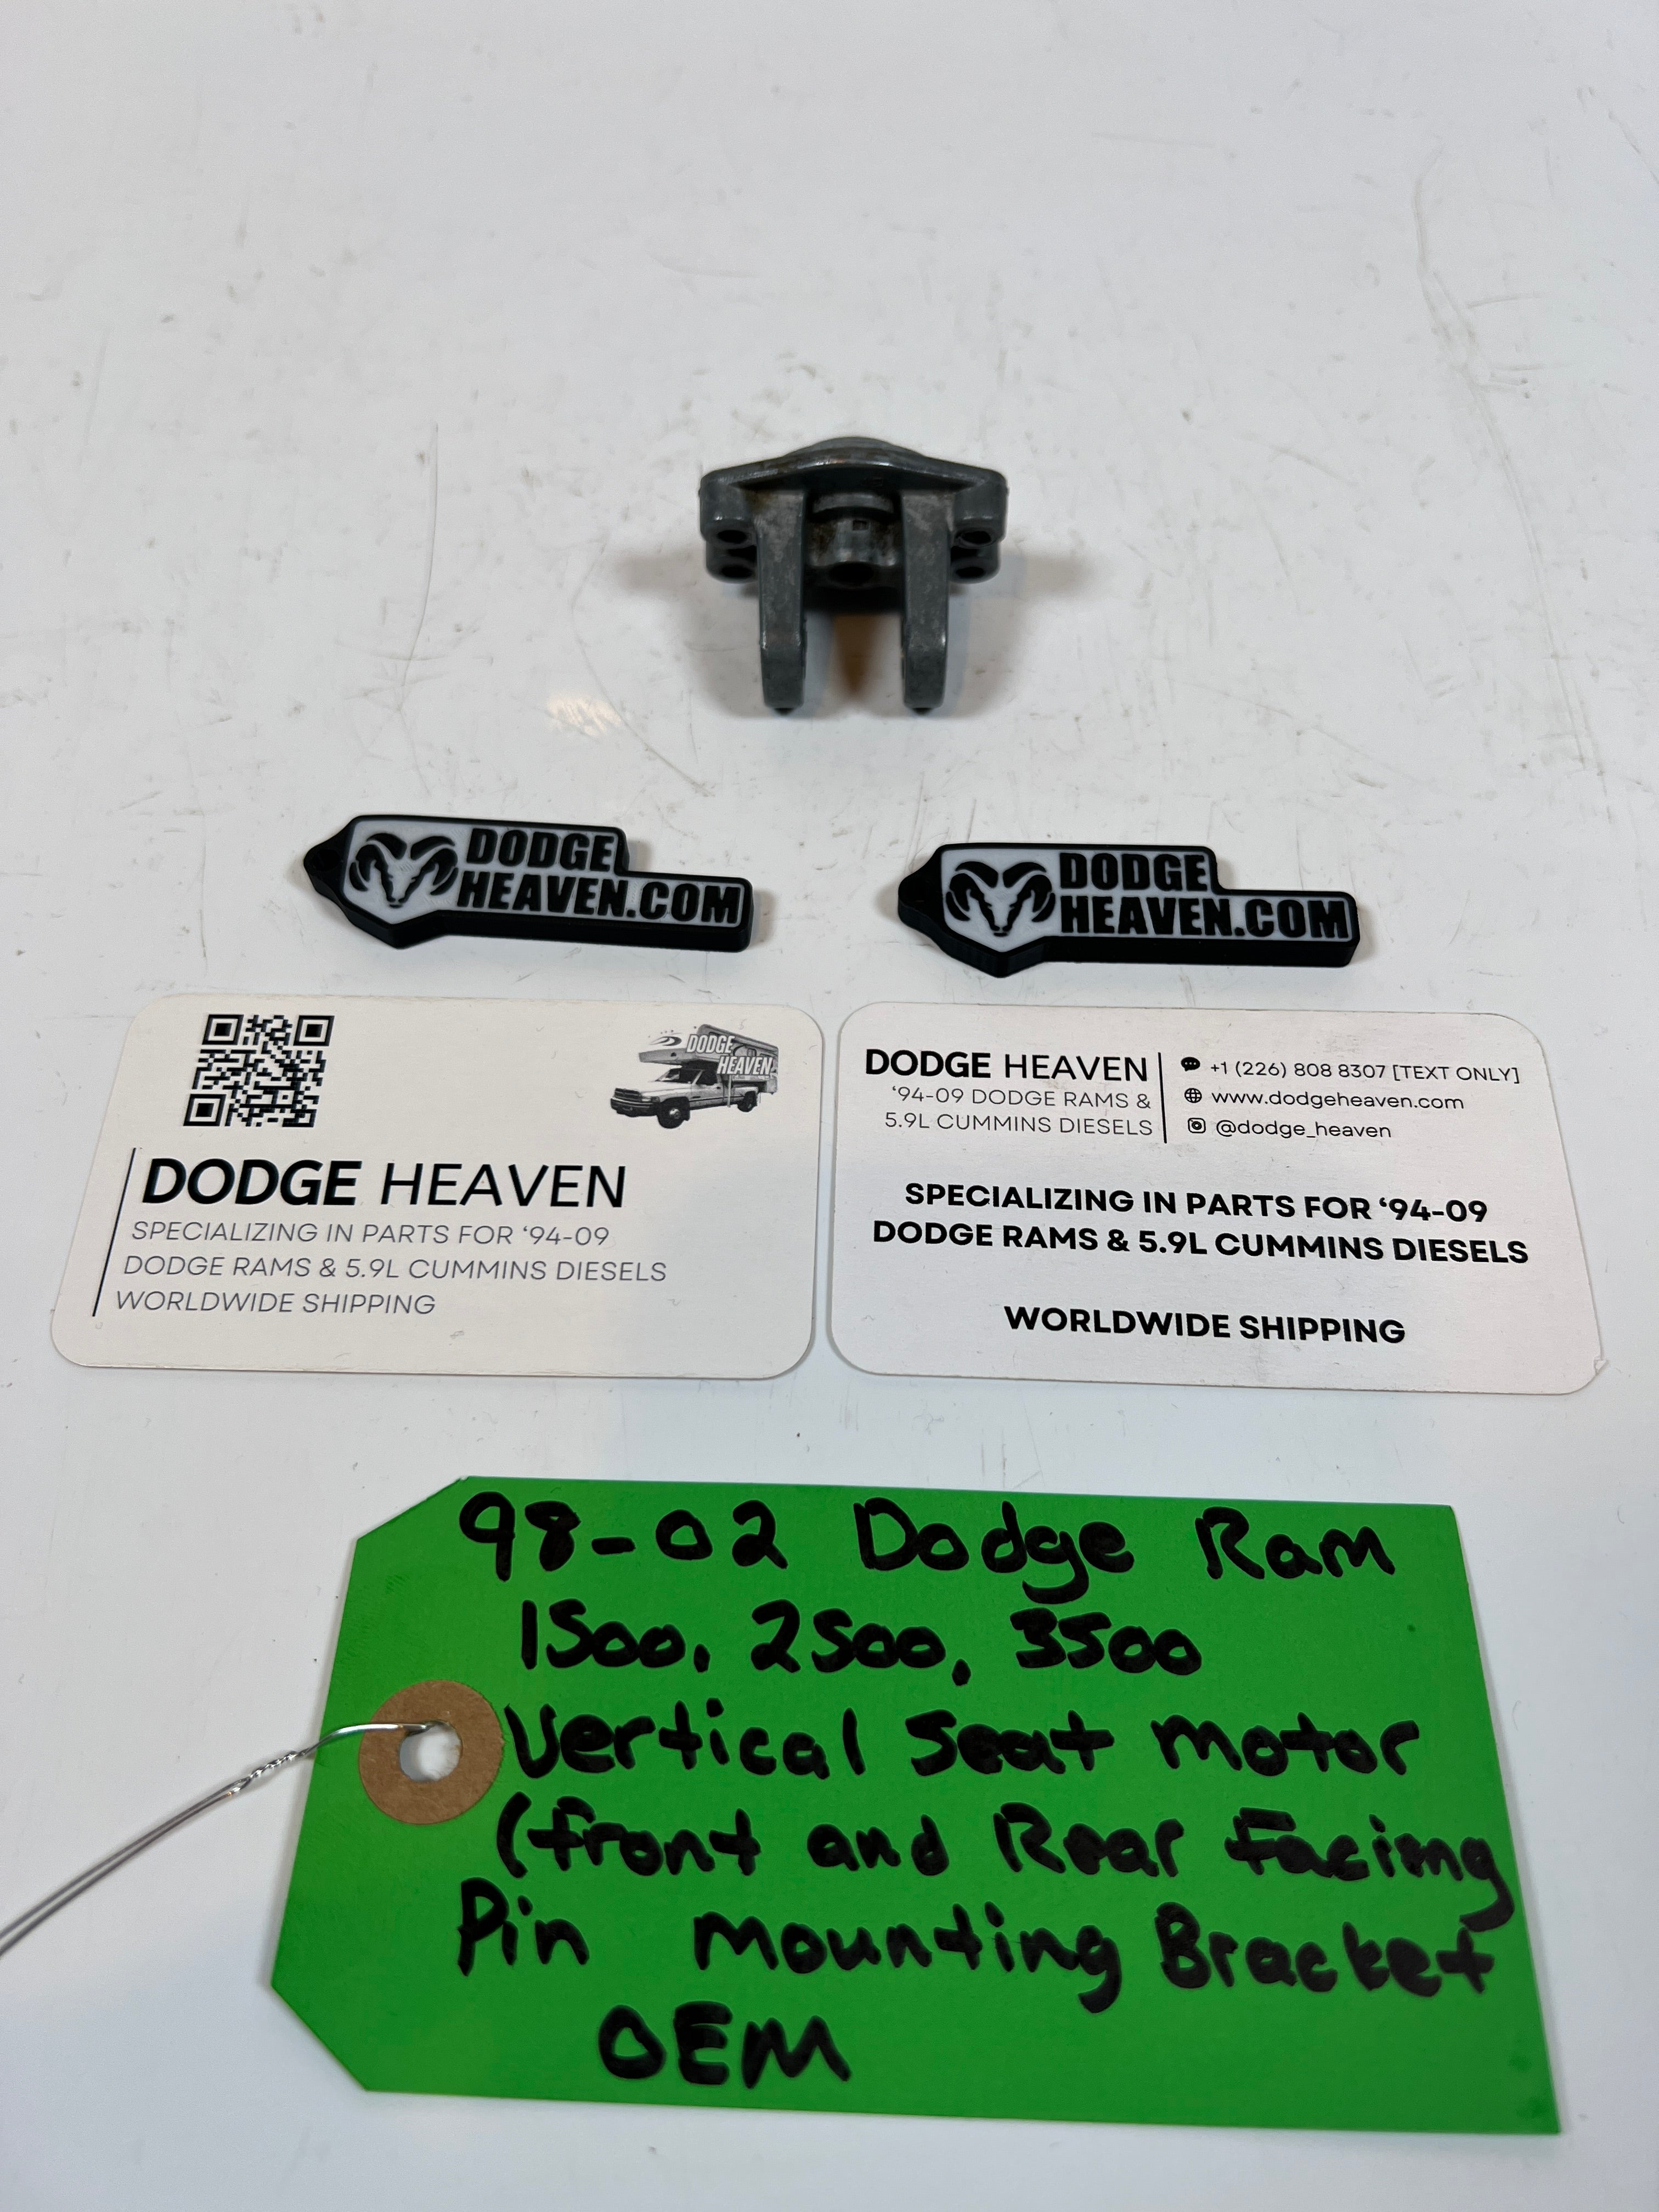 DODGE
HEAVEN.COM
DODGE
HEAVEN.COM
DODGE
HEAVEN
DODGE HEAVEN
SPECIALIZING IN PARTS FOR ‘94-09
DODGE RAMS & 5.9L CUMMINS DIESELS
WORLDWIDE SHIPPING
DODGE HEAVEN
‘94-09 DODGE RAMS &
5.9L CUMMINS DIESELS
+1 (226) 808 8307 [TEXT ONLY]
www.dodgeheaven.com
@dodge_heaven
SPECIALIZING IN PARTS FOR ‘94-09
DODGE RAMS & 5.9L CUMMINS DIESELS
WORLDWIDE SHIPPING
98-02 Dodge Ram
1500, 2500, 3500
Vertical Seat Motor
(Front and Rear Facing
Pin Mounting Bracket
OEM